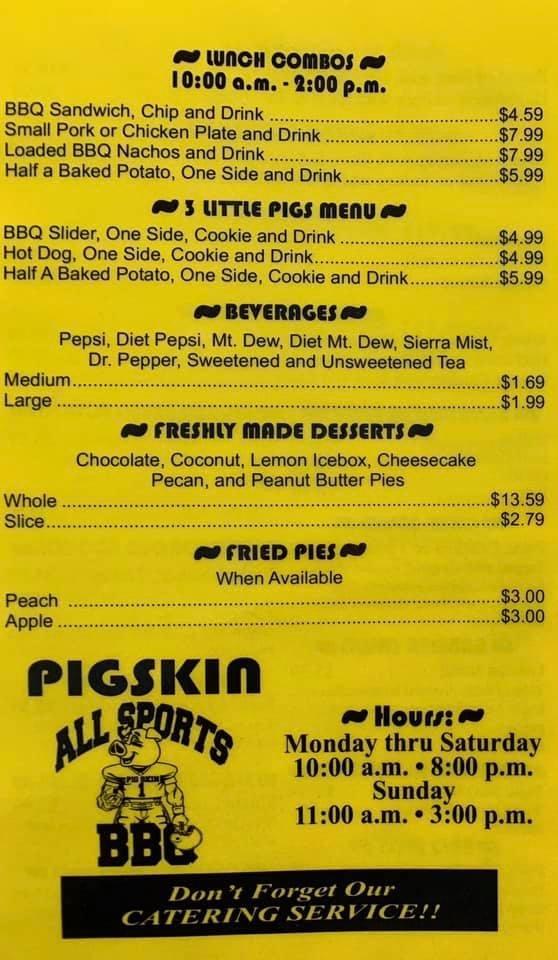 ~ LUNCH COMBOS ~
10:00 a.m. - 2:00 p.m.
BBQ Sandwich, Chip and Drink ........ $4.59
Small Pork or Chicken Plate and Drink ........ $7.99
Loaded BBQ Nachos and Drink ........ $7.99
Half a Baked Potato, One Side and Drink ........ $5.99
~ 3 LITTLE PIGS MENU ~
BBQ Slider, One Side, Cookie and Drink ........ $4.99
Hot Dog, One Side, Cookie and Drink ........ $4.99
Half A Baked Potato, One Side, Cookie and Drink ........ $5.99
~ BEVERAGES ~
Pepsi, Diet Pepsi, Mt. Dew, Diet Mt. Dew, Sierra Mist,
Dr. Pepper, Sweetened and Unsweetened Tea
Medium ........ $1.69
Large ........ $1.99
~ FRESHLY MADE DESSERTS ~
Chocolate, Coconut, Lemon Icebox, Cheesecake
Pecan, and Peanut Butter Pies
Whole ........ $13.59
Slice ........ $2.79
~ FRIED PIES ~
When Available
Peach ........ $3.00
Apple ........ $3.00
PIGSKIN
ALL SPORTS
PIG SKIN
1
BBQ
~ Hours: ~
Monday thru Saturday
10:00 a.m. • 8:00 p.m.
Sunday
11:00 a.m. • 3:00 p.m.
Don't Forget Our
CATERING SERVICE!!